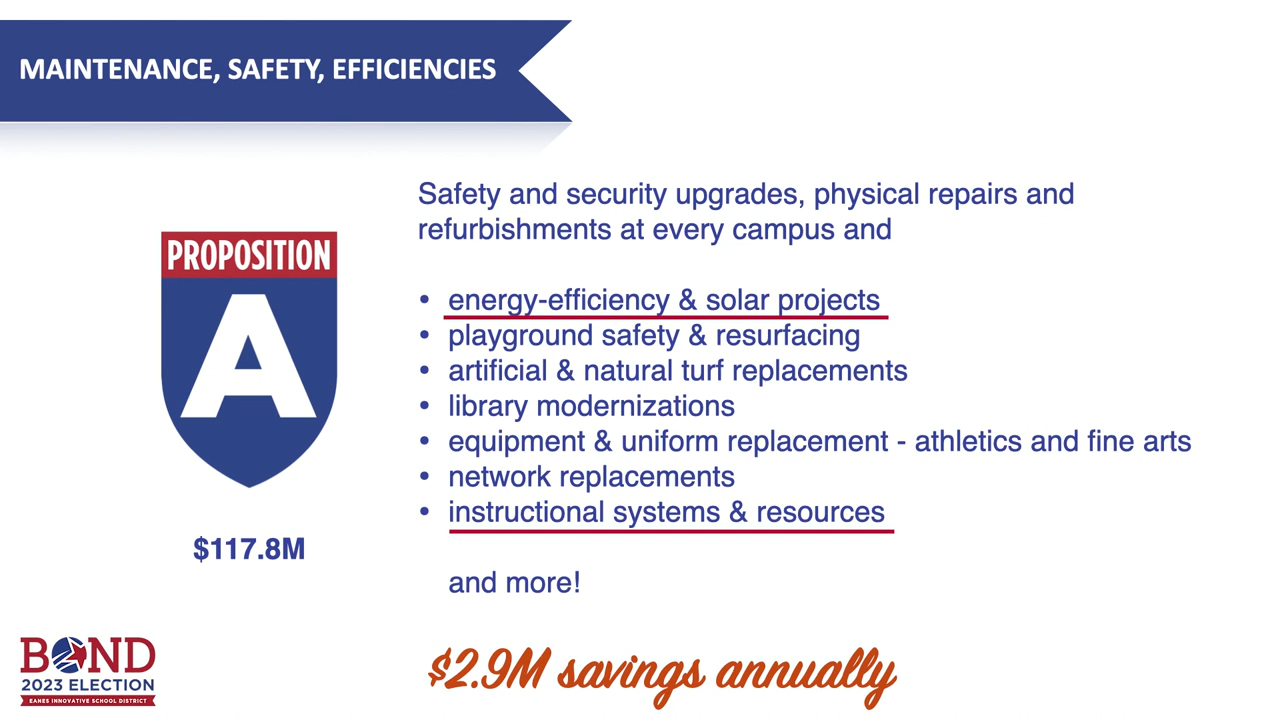 MAINTENANCE, SAFETY, EFFICIENCIES
Safety and security upgrades, physical repairs and
refurbishments at every campus and
PROPOSITION
A
$117.8M
• energy-efficiency & solar projects
• playground safety & resurfacing
• artificial & natural turf replacements
• library modernizations
• equipment & uniform replacement - athletics and fine arts
• network replacements
• instructional systems & resources
and more!
$2.9M savings annually
BOND
2023 ELECTION
EANES INNOVATIVE SCHOOL DISTRICT